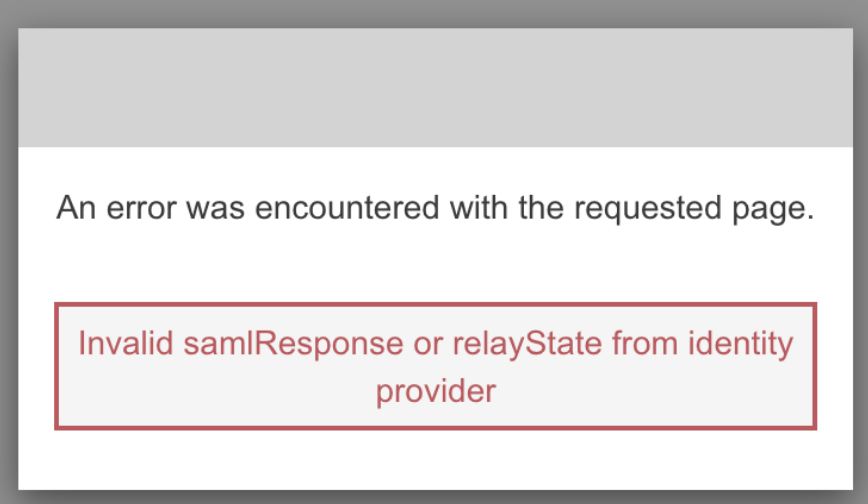 An error was encountered with the requested page.
Invalid samlResponse or relayState from identity
provider